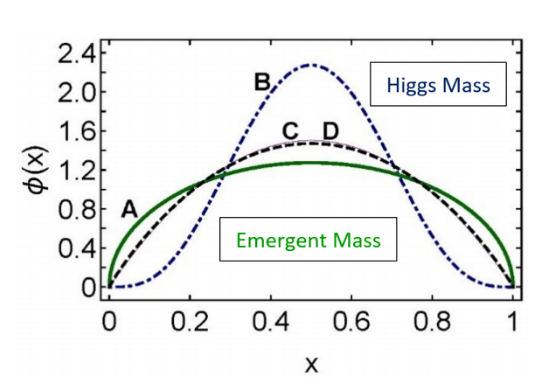 2.4
2.0
1.6
1.2
0.8
0.4
0
ϕ(x)
B
Higgs Mass
C D
A
Emergent Mass
0 0.2 0.4 0.6 0.8 1
x